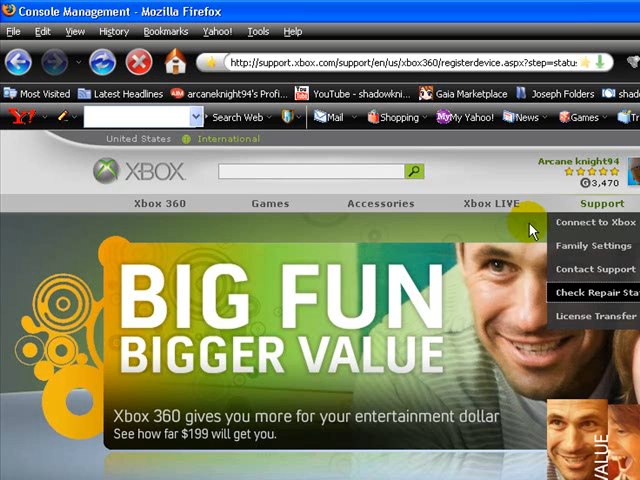 Console Management - Mozilla Firefox
File Edit View History Bookmarks Yahoo! Tools Help
http://support.xbox.com/support/en/us/xbox360/registerdevice.aspx?step=status
Most Visited Latest Headlines arcaneknight94's Profi... YouTube - shadowkni... Gaia Marketplace Joseph Folders shado
Y! Search Web Mail Shopping My Yahoo! News Games Tr
United States International
XBOX
Arcane knight94
G 3,470
Xbox 360 Games Accessories Xbox LIVE Support
Connect to Xbox
Family Settings
Contact Support
Check Repair Sta
License Transfer
BIG FUN
BIGGER VALUE
Xbox 360 gives you more for your entertainment dollar
See how far $199 will get you.
VALUE